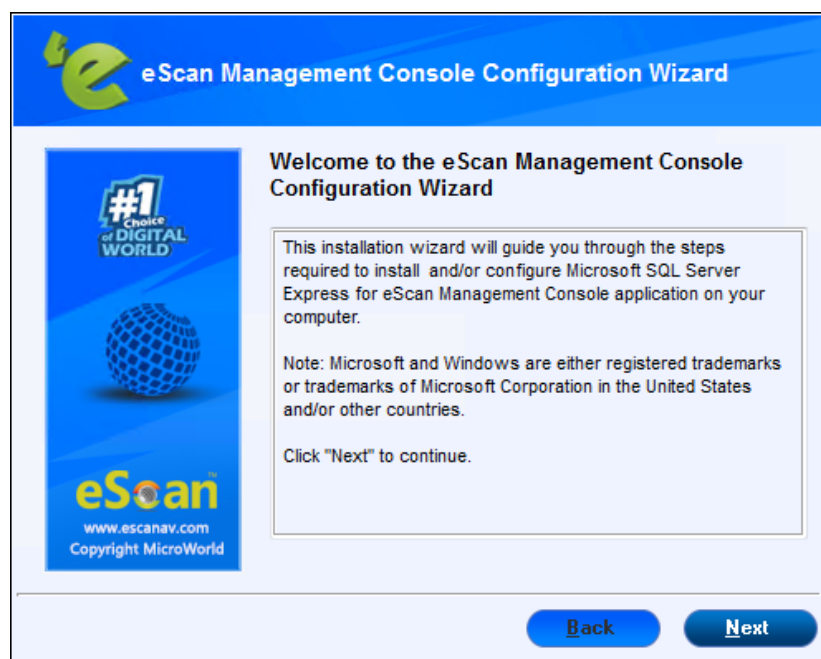 eScan Management Console Configuration Wizard
#1
Choice
of DIGITAL
WORLD
eScan™
www.escanav.com
Copyright MicroWorld
Welcome to the eScan Management Console
Configuration Wizard
This installation wizard will guide you through the steps
required to install and/or configure Microsoft SQL Server
Express for eScan Management Console application on your
computer.
Note: Microsoft and Windows are either registered trademarks
or trademarks of Microsoft Corporation in the United States
and/or other countries.
Click "Next" to continue.
Back
Next